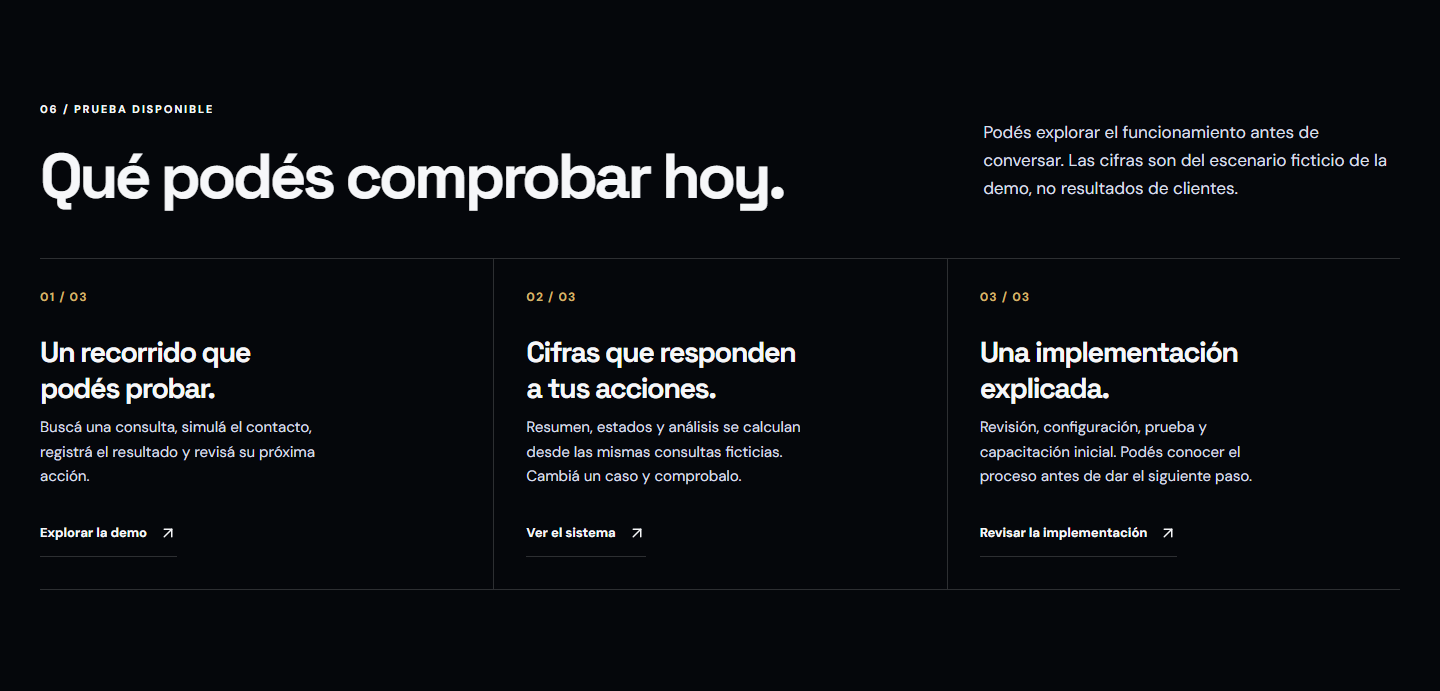 06 / PRUEBA DISPONIBLE
Qué podés comprobar hoy.
Podés explorar el funcionamiento antes de
conversar. Las cifras son del escenario ficticio de la
demo, no resultados de clientes.
01 / 03
Un recorrido que
podés probar.
Buscá una consulta, simulá el contacto,
registrá el resultado y revisá su próxima
acción.
Explorar la demo
02 / 03
Cifras que responden
a tus acciones.
Resumen, estados y análisis se calculan
desde las mismas consultas ficticias.
Cambiá un caso y comprobalo.
Ver el sistema
03 / 03
Una implementación
explicada.
Revisión, configuración, prueba y
capacitación inicial. Podés conocer el
proceso antes de dar el siguiente paso.
Revisar la implementación